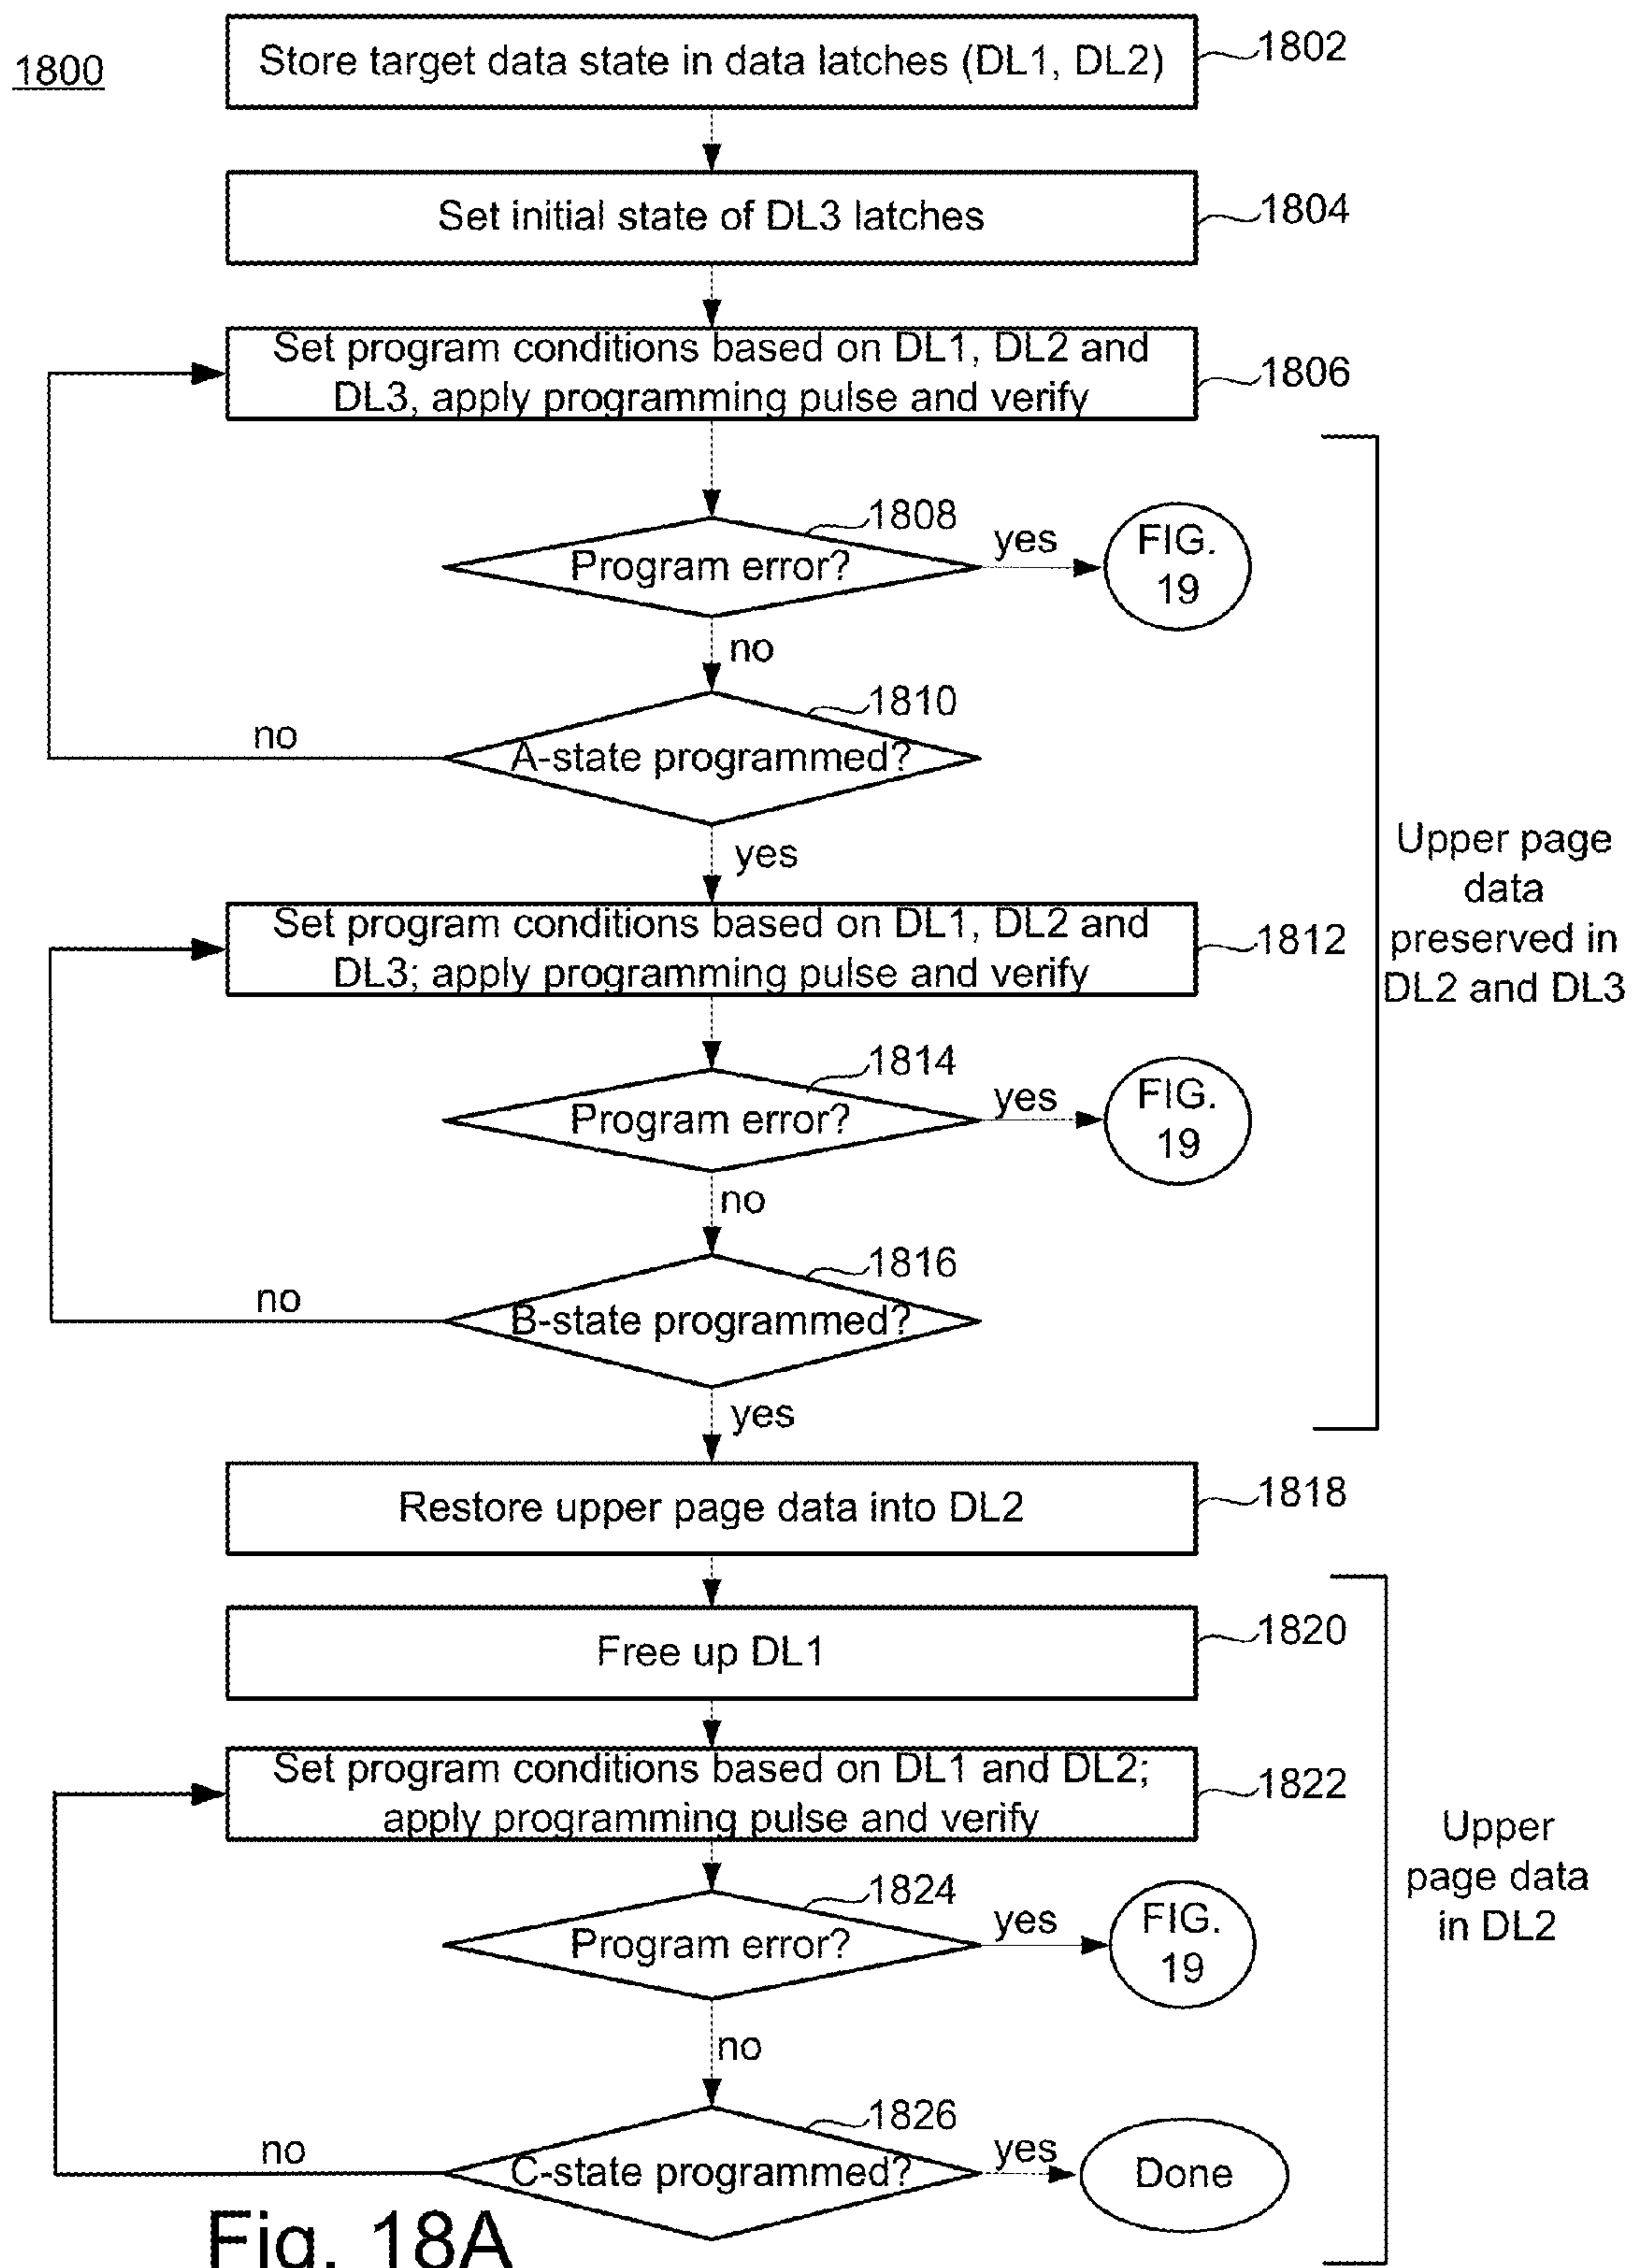 1800
Store target data state in data latches (DL1, DL2)
1802
Set initial state of DL3 latches
1804
Set program conditions based on DL1, DL2 and
DL3, apply programming pulse and verify
1806
1808
Program error?
yes
FIG.
19
no
1810
A-state programmed?
no
yes
Set program conditions based on DL1, DL2 and
DL3; apply programming pulse and verify
1812
Upper page
data
preserved in
DL2 and DL3
1814
Program error?
yes
FIG.
19
no
1816
B-state programmed?
no
yes
Restore upper page data into DL2
1818
Free up DL1
1820
Set program conditions based on DL1 and DL2;
apply programming pulse and verify
1822
Upper
page data
in DL2
1824
Program error?
yes
FIG.
19
no
1826
C-state programmed?
no
yes
Done
Fig. 18A